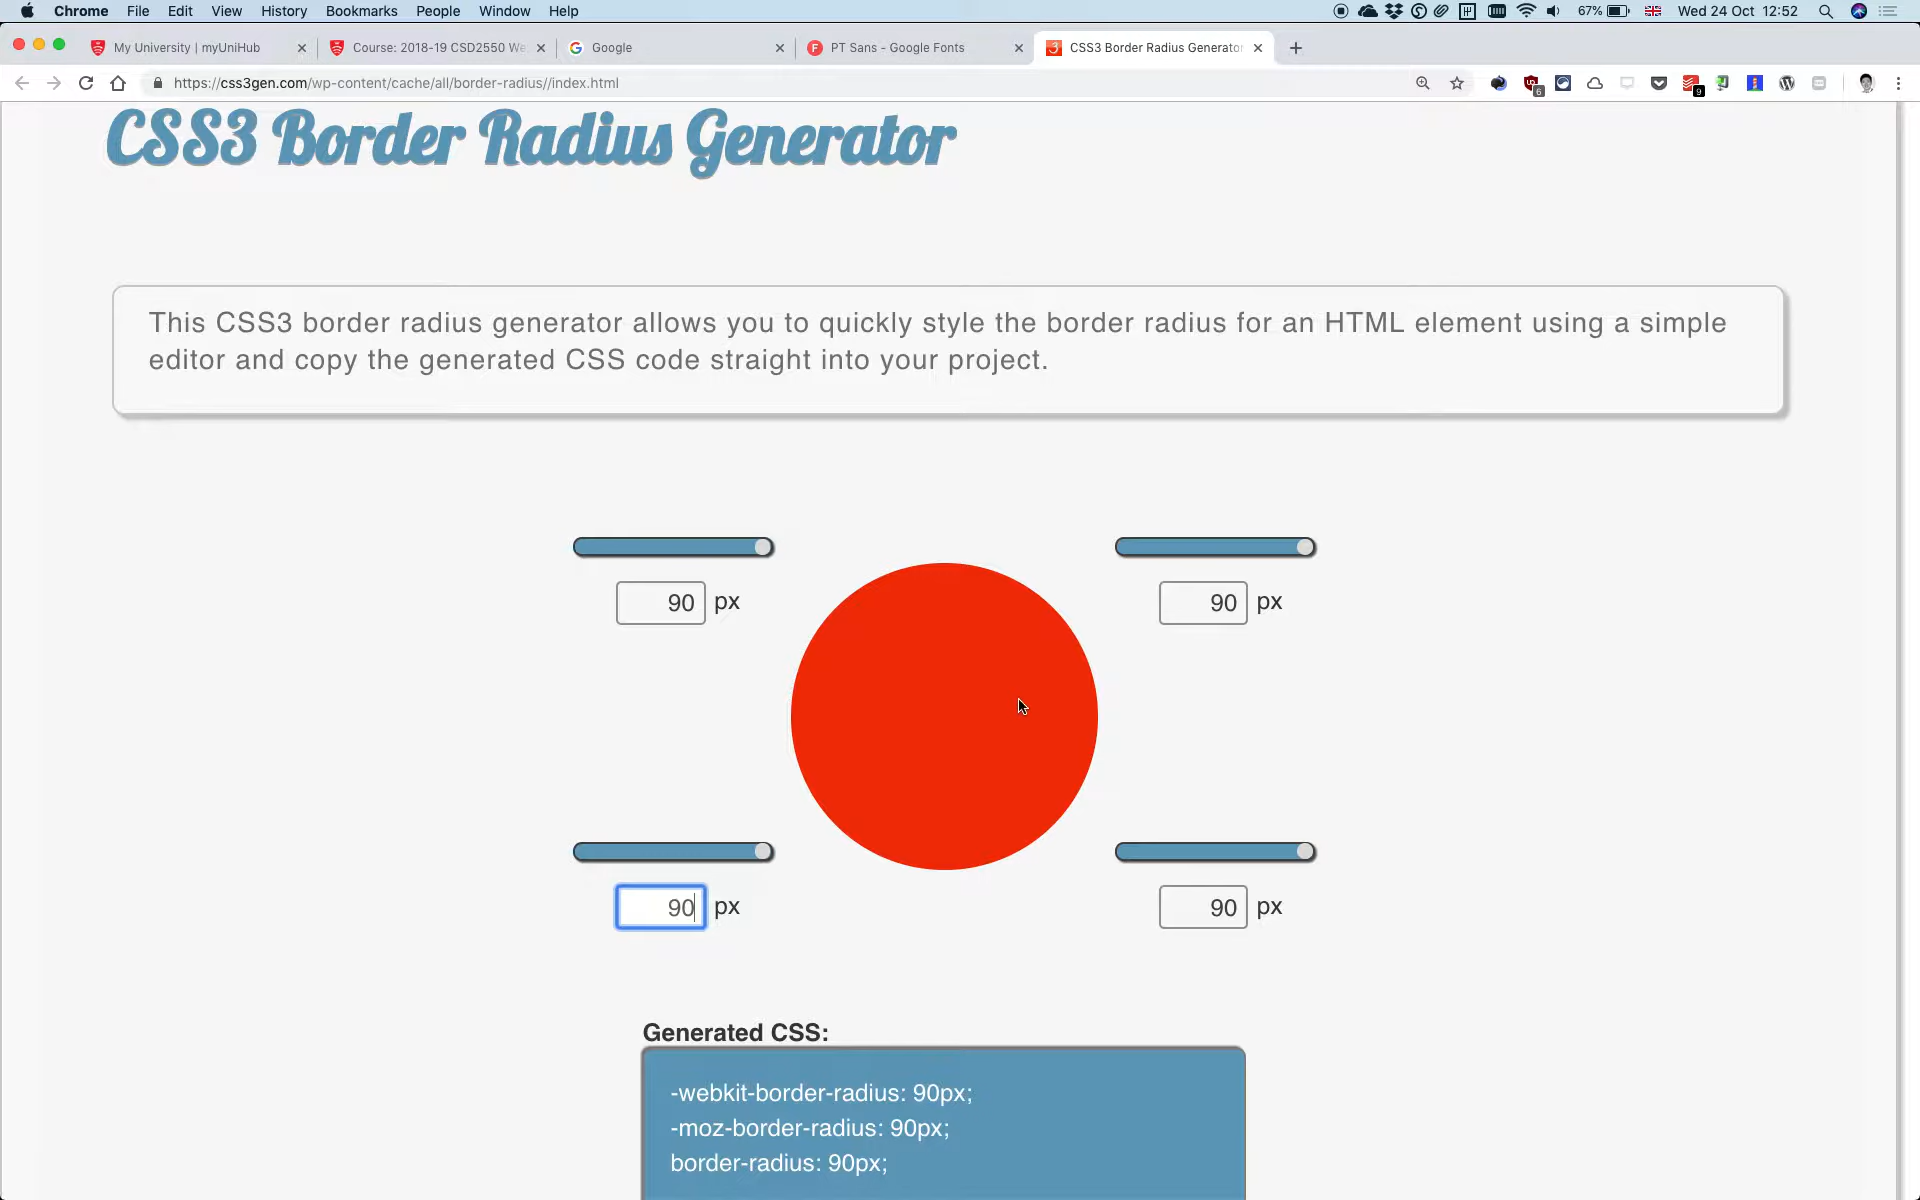 Chrome File Edit View History Bookmarks People Window Help 67% Wed 24 Oct 12:52
My University | myUniHub Course: 2018-19 CSD2550 We Google PT Sans - Google Fonts CSS3 Border Radius Generator
https://css3gen.com/wp-content/cache/all/border-radius//index.html 6 9
CSS3 Border Radius Generator
This CSS3 border radius generator allows you to quickly style the border radius for an HTML element using a simple
editor and copy the generated CSS code straight into your project.
90 px 90 px
90 px 90 px
Generated CSS:
-webkit-border-radius: 90px;
-moz-border-radius: 90px;
border-radius: 90px;